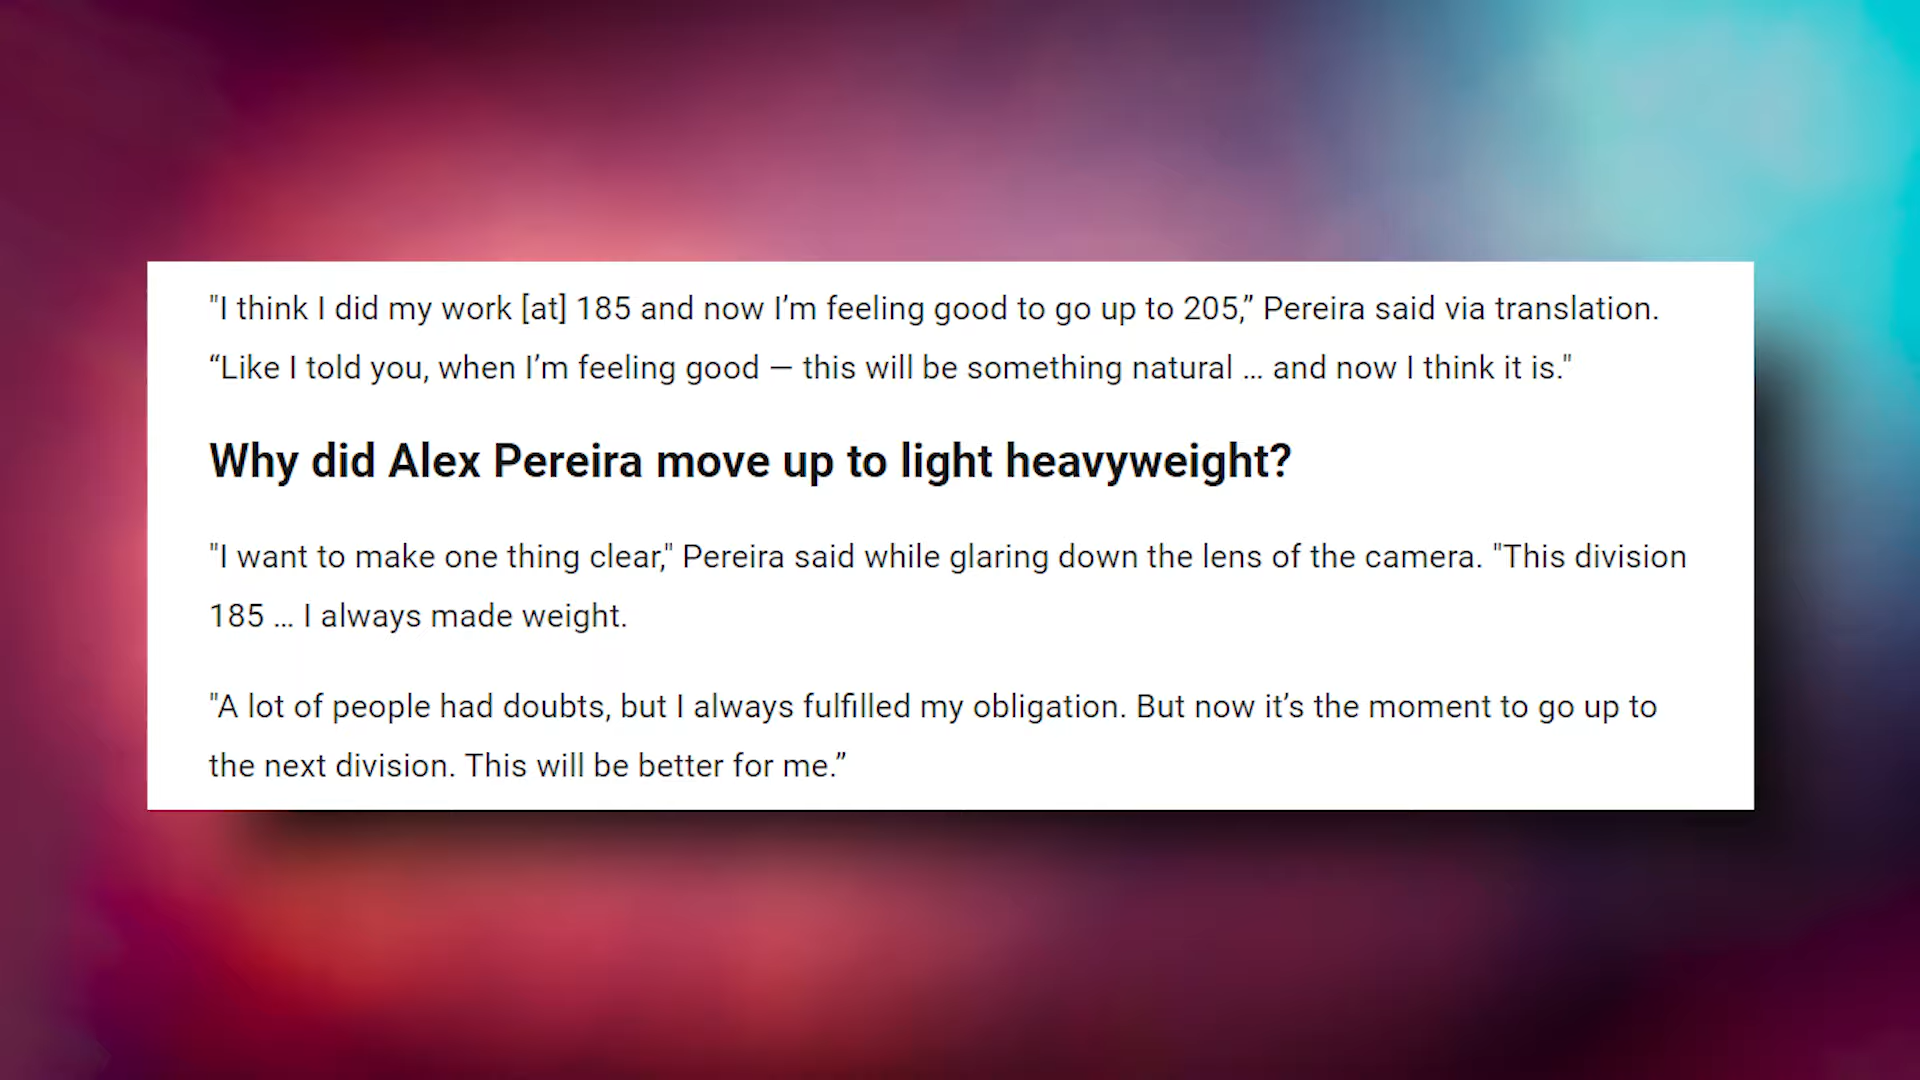 "I think I did my work [at] 185 and now I’m feeling good to go up to 205,” Pereira said via translation.
“Like I told you, when I’m feeling good — this will be something natural … and now I think it is."
Why did Alex Pereira move up to light heavyweight?
"I want to make one thing clear," Pereira said while glaring down the lens of the camera. "This division
185 … I always made weight.
"A lot of people had doubts, but I always fulfilled my obligation. But now it’s the moment to go up to
the next division. This will be better for me.”